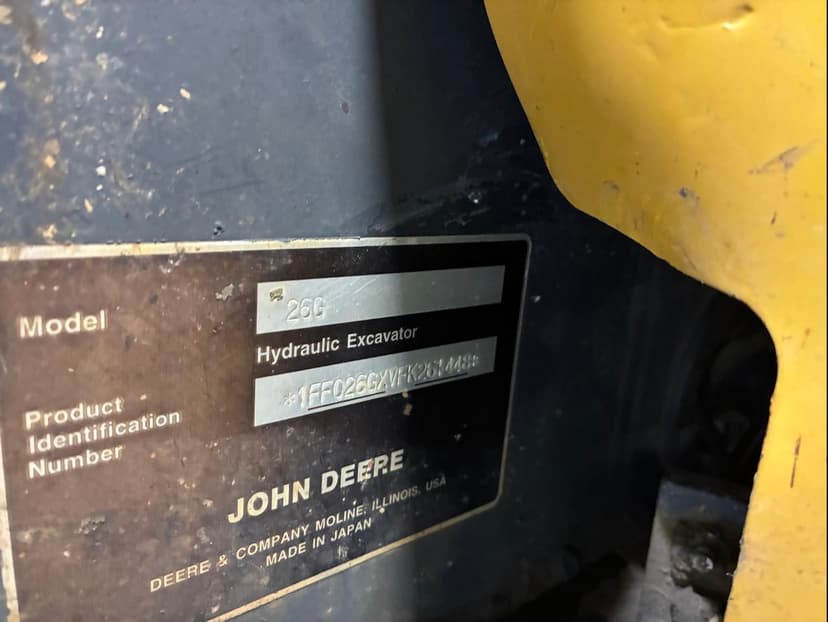 Model
26G
Hydraulic Excavator
Product
Identification
Number
*1FF026GXVFK261448*
JOHN DEERE
DEERE & COMPANY MOLINE, ILLINOIS, USA
MADE IN JAPAN